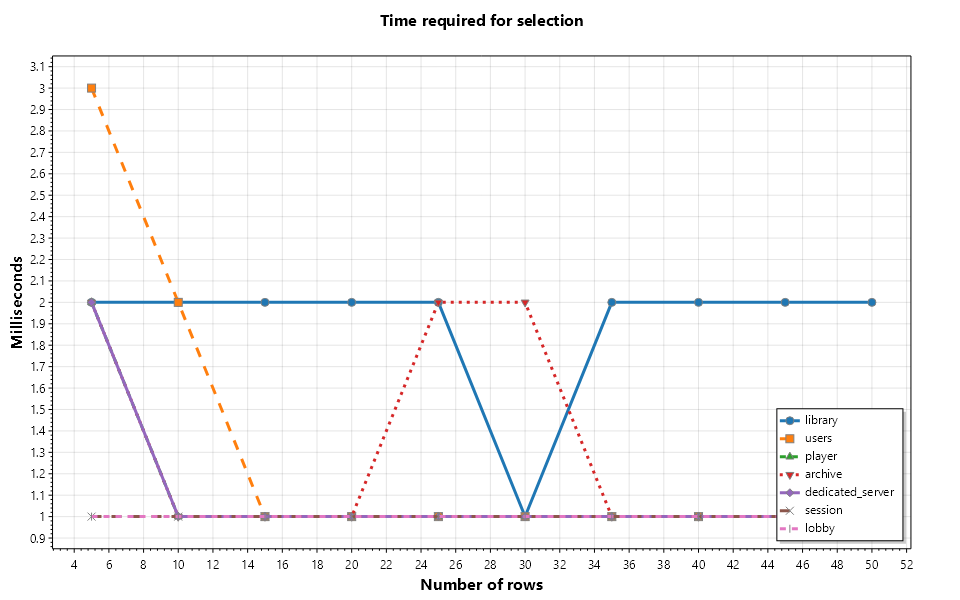 Time required for selection
Milliseconds
3.1
3
2.9
2.8
2.7
2.6
2.5
2.4
2.3
2.2
2.1
2
1.9
1.8
1.7
1.6
1.5
1.4
1.3
1.2
1.1
1
0.9
library
users
player
archive
dedicated_server
session
lobby
4 6 8 10 12 14 16 18 20 22 24 26 28 30 32 34 36 38 40 42 44 46 48 50 52
Number of rows